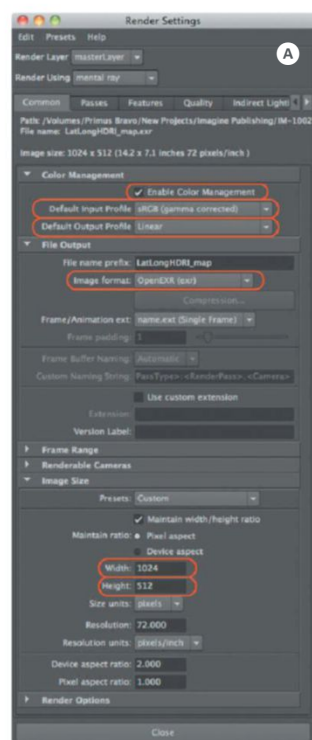 Render Settings
Edit Presets Help
A
Render Layer masterLayer
Render Using mental ray
Common Passes Features Quality Indirect Light
Path: /Volumes/Primus Bravo/New Projects/Imagine Publishing/IM-1002
File name: LatLongHDRI_map.exr
Image size: 1024 x 512 (14.2 x 7.1 inches 72 pixels/inch )
Color Management
Enable Color Management
Default Input Profile sRGB (gamma corrected)
Default Output Profile Linear
File Output
File name prefix: LatLongHDRI_map
Image format: OpenEXR (exr)
Compression...
Frame/Animation ext: name.ext (Single Frame)
Frame padding: 1
Frame Buffer Naming: Automatic
Custom Naming String: PassType>:<RenderPass>.<Camera>
Use custom extension
Extension:
Version Label:
Frame Range
Renderable Cameras
Image Size
Presets: Custom
Maintain width/height ratio
Maintain ratio: Pixel aspect
Device aspect
Width: 1024
Height: 512
Size units: pixels
Resolution: 72.000
Resolution units: pixels/inch
Device aspect ratio: 2.000
Pixel aspect ratio: 1.000
Render Options
Close